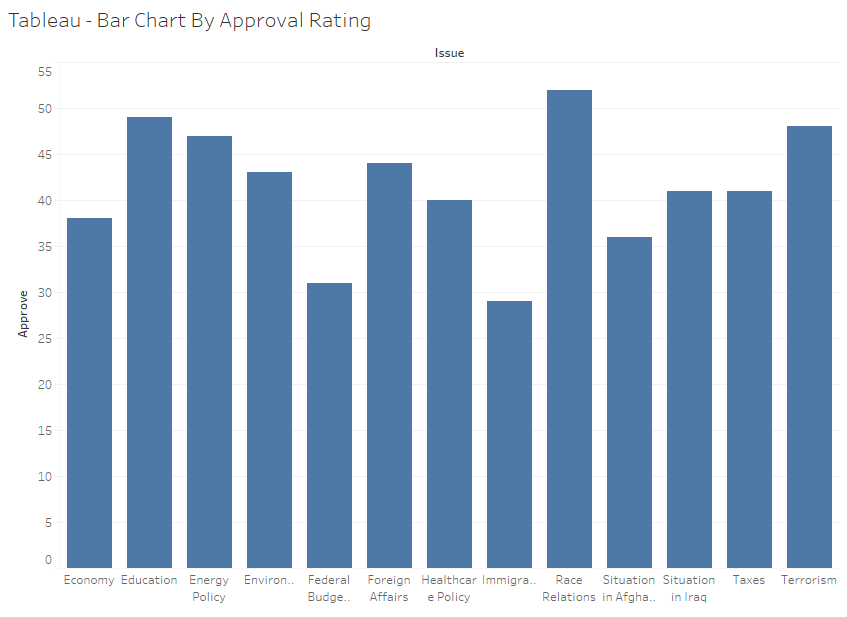 Tableau - Bar Chart By Approval Rating
Issue
55
50
45
40
35
30
25
20
15
10
5
0
Approve
Economy
Education
Energy
Policy
Environ..
Federal
Budge..
Foreign
Affairs
Healthcar
e Policy
Immigra..
Race
Relations
Situation
in Afgha..
Situation
in Iraq
Taxes
Terrorism